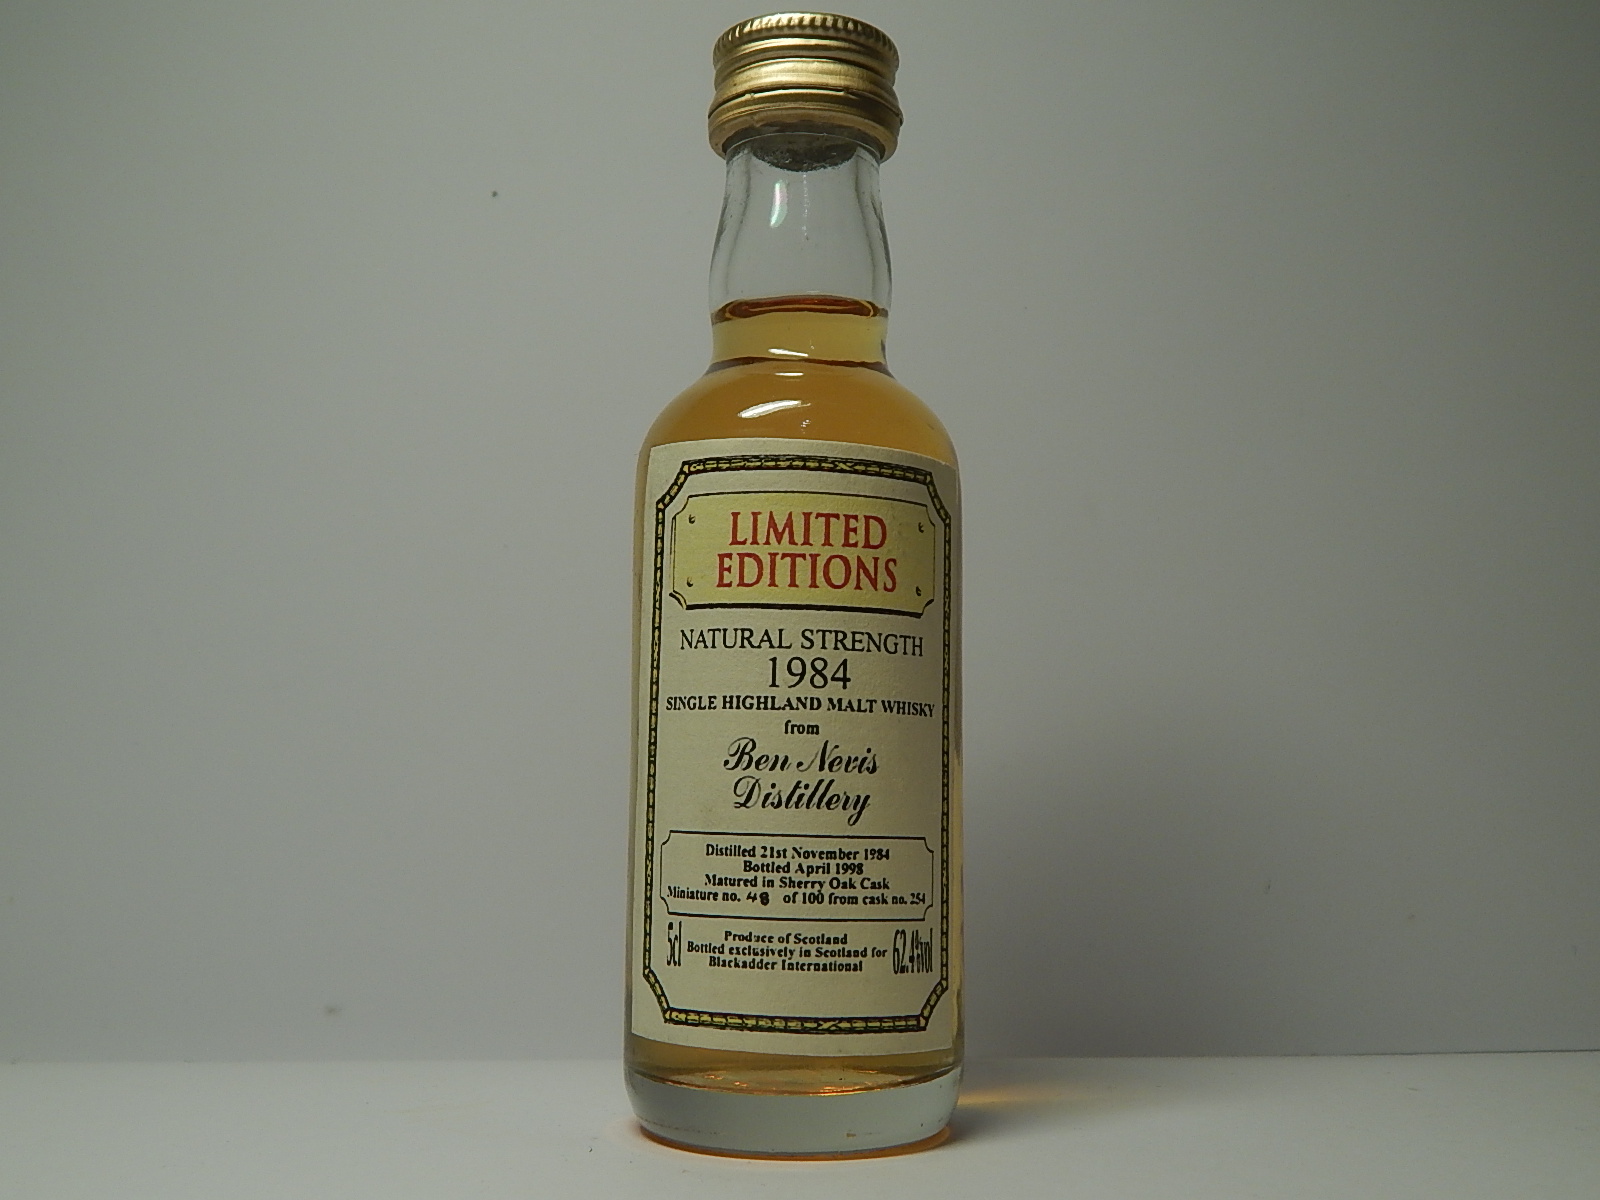 LIMITED
EDITIONS
NATURAL STRENGTH
1984
SINGLE HIGHLAND MALT WHISKY
from
Ben Nevis
Distillery
Distilled 21st November 1984
Bottled April 1998
Matured in Sherry Oak Cask
Miniature no. 48 of 100 from cask no. 254
5cl
Produce of Scotland
Bottled exclusively in Scotland for
Blackadder International
62.4%vol